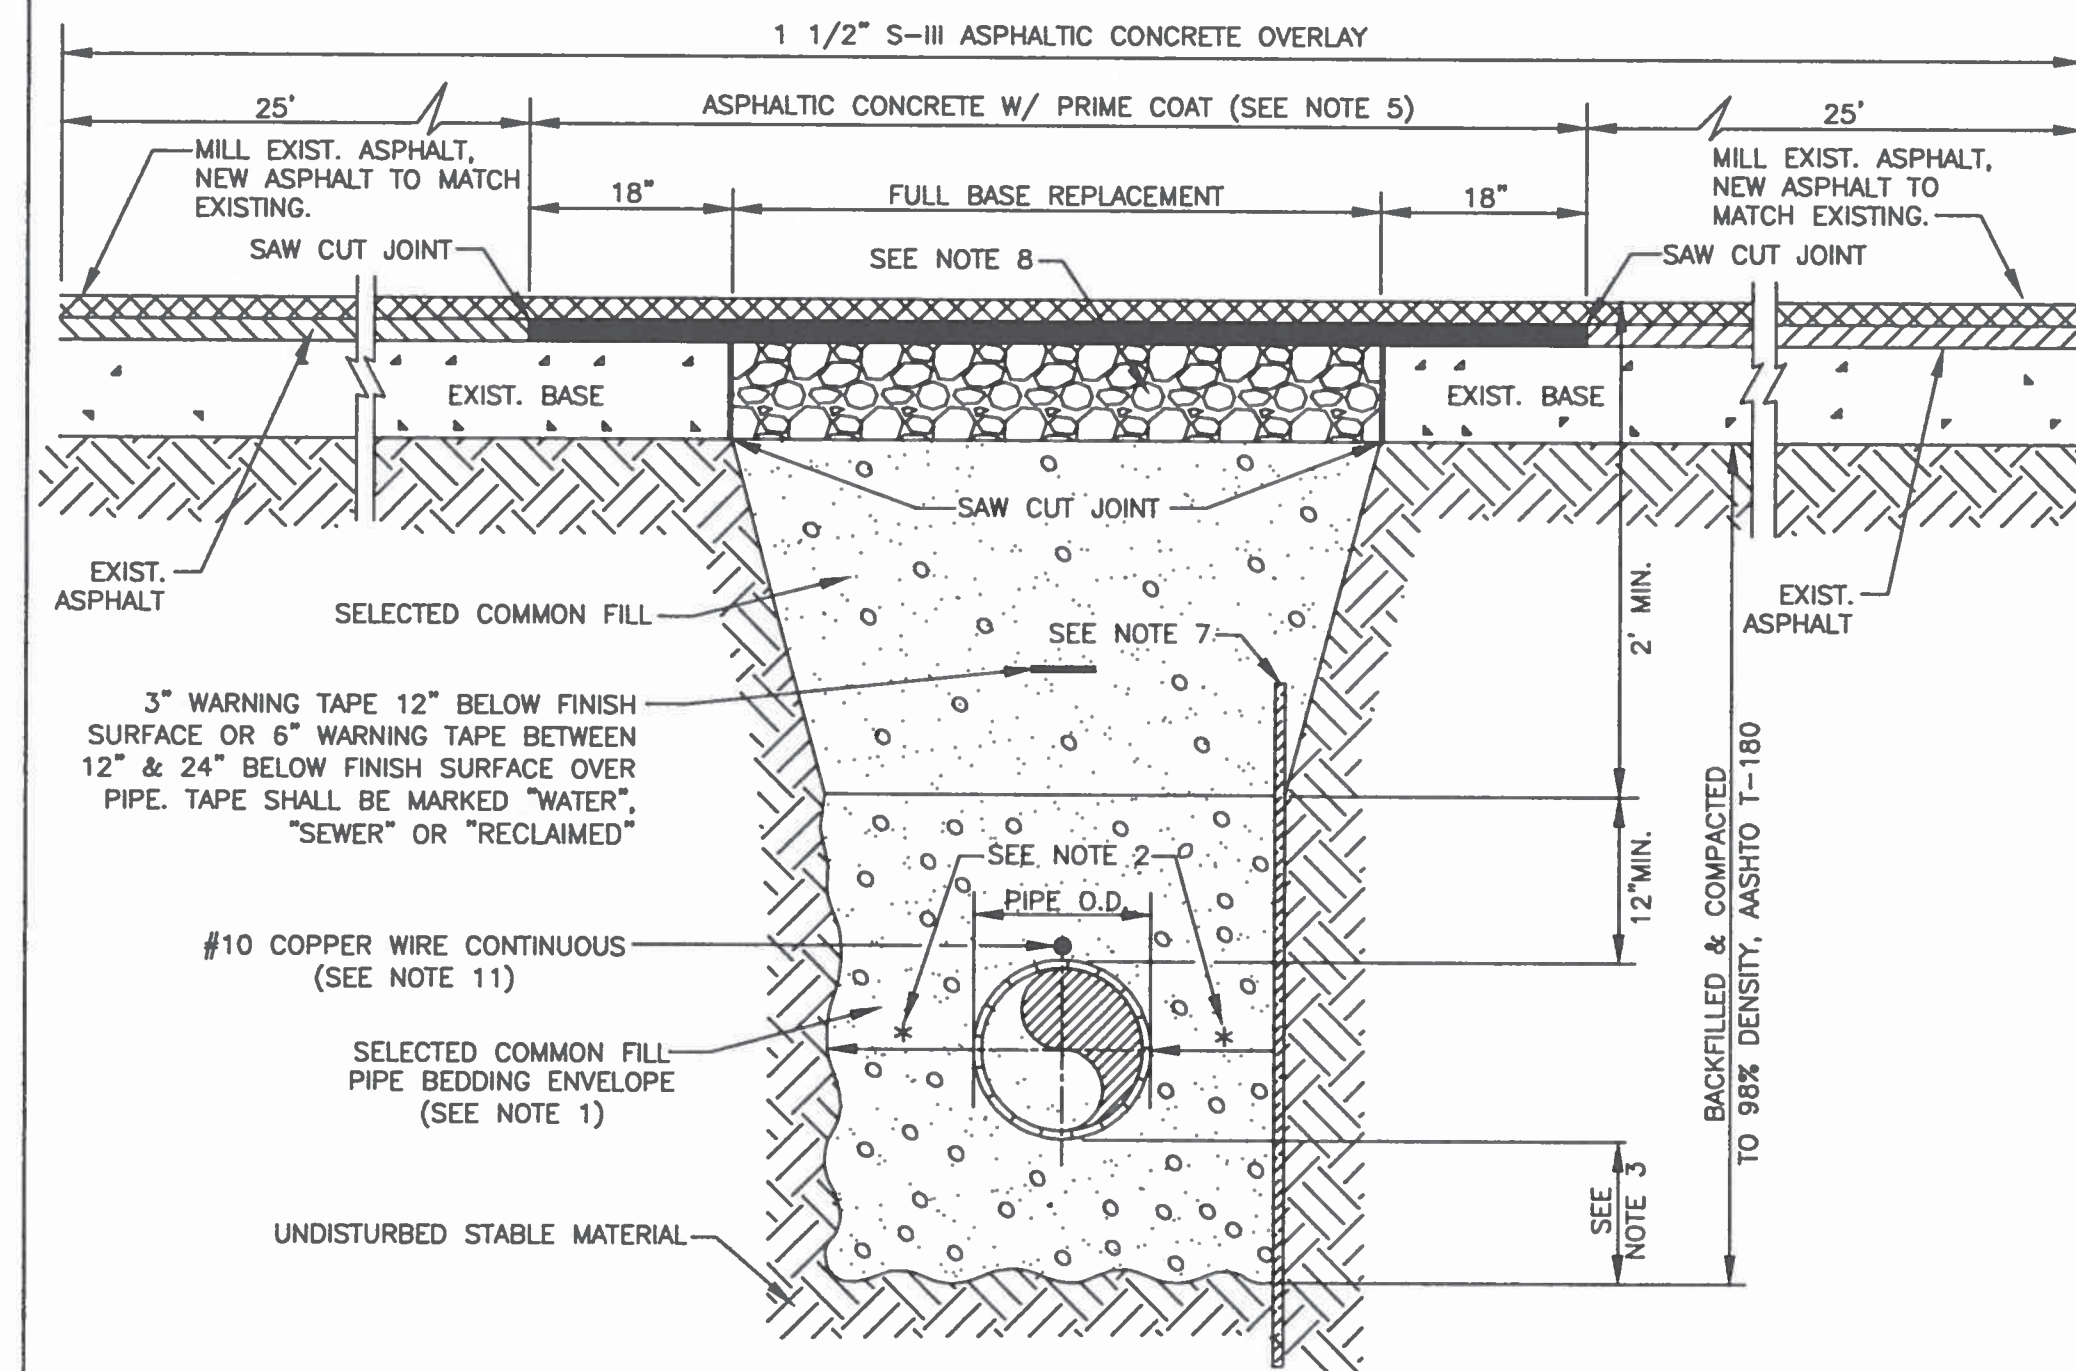 1 1/2" S-III ASPHALTIC CONCRETE OVERLAY
25'
ASPHALTIC CONCRETE W/ PRIME COAT (SEE NOTE 5)
25'
MILL EXIST. ASPHALT,
NEW ASPHALT TO MATCH
EXISTING.
MILL EXIST. ASPHALT,
NEW ASPHALT TO
MATCH EXISTING.
18"
FULL BASE REPLACEMENT
18"
SAW CUT JOINT
SEE NOTE 8
SAW CUT JOINT
EXIST. BASE
EXIST. BASE
SAW CUT JOINT
EXIST.
ASPHALT
EXIST.
ASPHALT
SELECTED COMMON FILL
SEE NOTE 7
2' MIN.
3" WARNING TAPE 12" BELOW FINISH
SURFACE OR 6" WARNING TAPE BETWEEN
12" & 24" BELOW FINISH SURFACE OVER
PIPE. TAPE SHALL BE MARKED "WATER",
"SEWER" OR "RECLAIMED"
SEE NOTE 2
12"MIN.
PIPE O.D.
#10 COPPER WIRE CONTINUOUS
(SEE NOTE 11)
BACKFILLED & COMPACTED
TO 98% DENSITY, AASHTO T-180
SELECTED COMMON FILL
PIPE BEDDING ENVELOPE
(SEE NOTE 1)
SEE
NOTE 3
UNDISTURBED STABLE MATERIAL